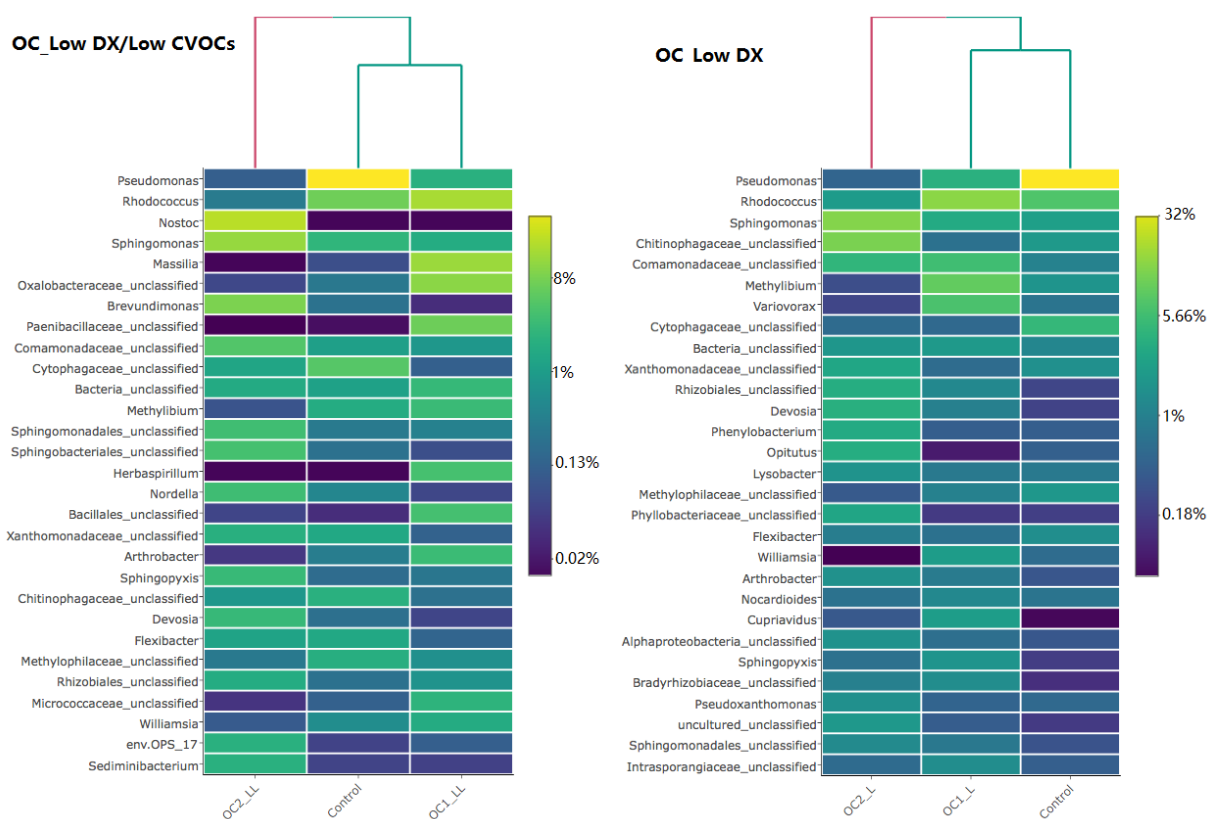 OC_Low DX/Low CVOCs
Pseudomonas
Rhodococcus
Nostoc
Sphingomonas
Massilia
Oxalobacteraceae_unclassified
Brevundimonas
Paenibacillaceae_unclassified
Comamonadaceae_unclassified
Cytophagaceae_unclassified
Bacteria_unclassified
Methylibium
Sphingomonadales_unclassified
Sphingobacteriales_unclassified
Herbaspirillum
Nordella
Bacillales_unclassified
Xanthomonadaceae_unclassified
Arthrobacter
Sphingopyxis
Chitinophagaceae_unclassified
Devosia
Flexibacter
Methylophilaceae_unclassified
Rhizobiales_unclassified
Micrococcaceae_unclassified
Williamsia
env.OPS_17
Sediminibacterium
OC2_LL
Control
OC1_LL
8%
1%
0.13%
0.02%
OC Low DX
Pseudomonas
Rhodococcus
Sphingomonas
Chitinophagaceae_unclassified
Comamonadaceae_unclassified
Methylibium
Variovorax
Cytophagaceae_unclassified
Bacteria_unclassified
Xanthomonadaceae_unclassified
Rhizobiales_unclassified
Devosia
Phenylobacterium
Opitutus
Lysobacter
Methylophilaceae_unclassified
Phyllobacteriaceae_unclassified
Flexibacter
Williamsia
Arthrobacter
Nocardioides
Cupriavidus
Alphaproteobacteria_unclassified
Sphingopyxis
Bradyrhizobiaceae_unclassified
Pseudoxanthomonas
uncultured_unclassified
Sphingomonadales_unclassified
Intrasporangiaceae_unclassified
OC2_L
OC1_L
Control
32%
5.66%
1%
0.18%